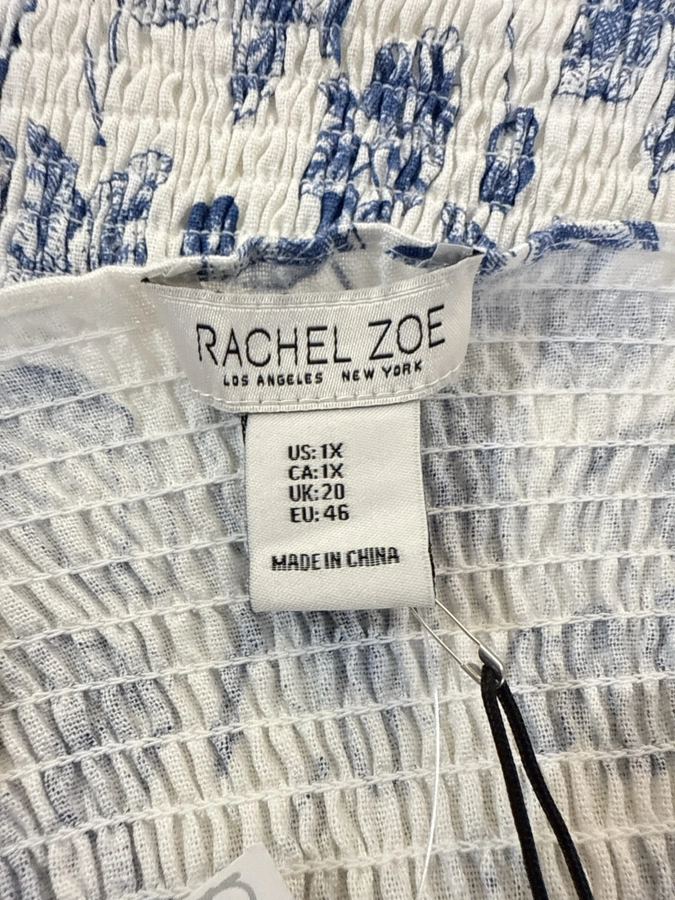 RACHEL ZOE
LOS ANGELES NEW YORK
US: 1X
CA: 1X
UK: 20
EU: 46
MADE IN CHINA